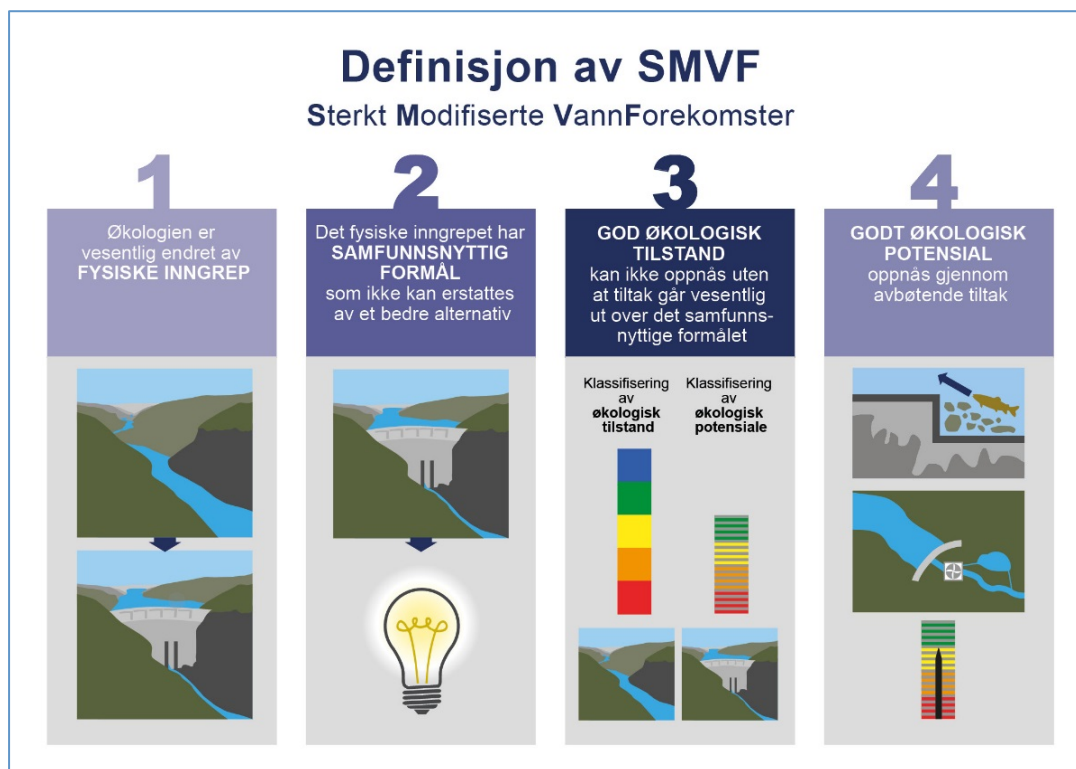 Definisjon av SMVF
Sterkt Modifiserte VannForekomster
1
Økologien er
vesentlig endret av
FYSISKE INNGREP
2
Det fysiske inngrepet har
SAMFUNNSNYTTIG
FORMÅL
som ikke kan erstattes
av et bedre alternativ
3
GOD ØKOLOGISK
TILSTAND
kan ikke oppnås uten
at tiltak går vesentlig
ut over det samfunns-
nyttige formålet
Klassifisering
av
økologisk
tilstand
Klassifisering
av
økologisk
potensiale
4
GODT ØKOLOGISK
POTENSIAL
oppnås gjennom
avbøtende tiltak